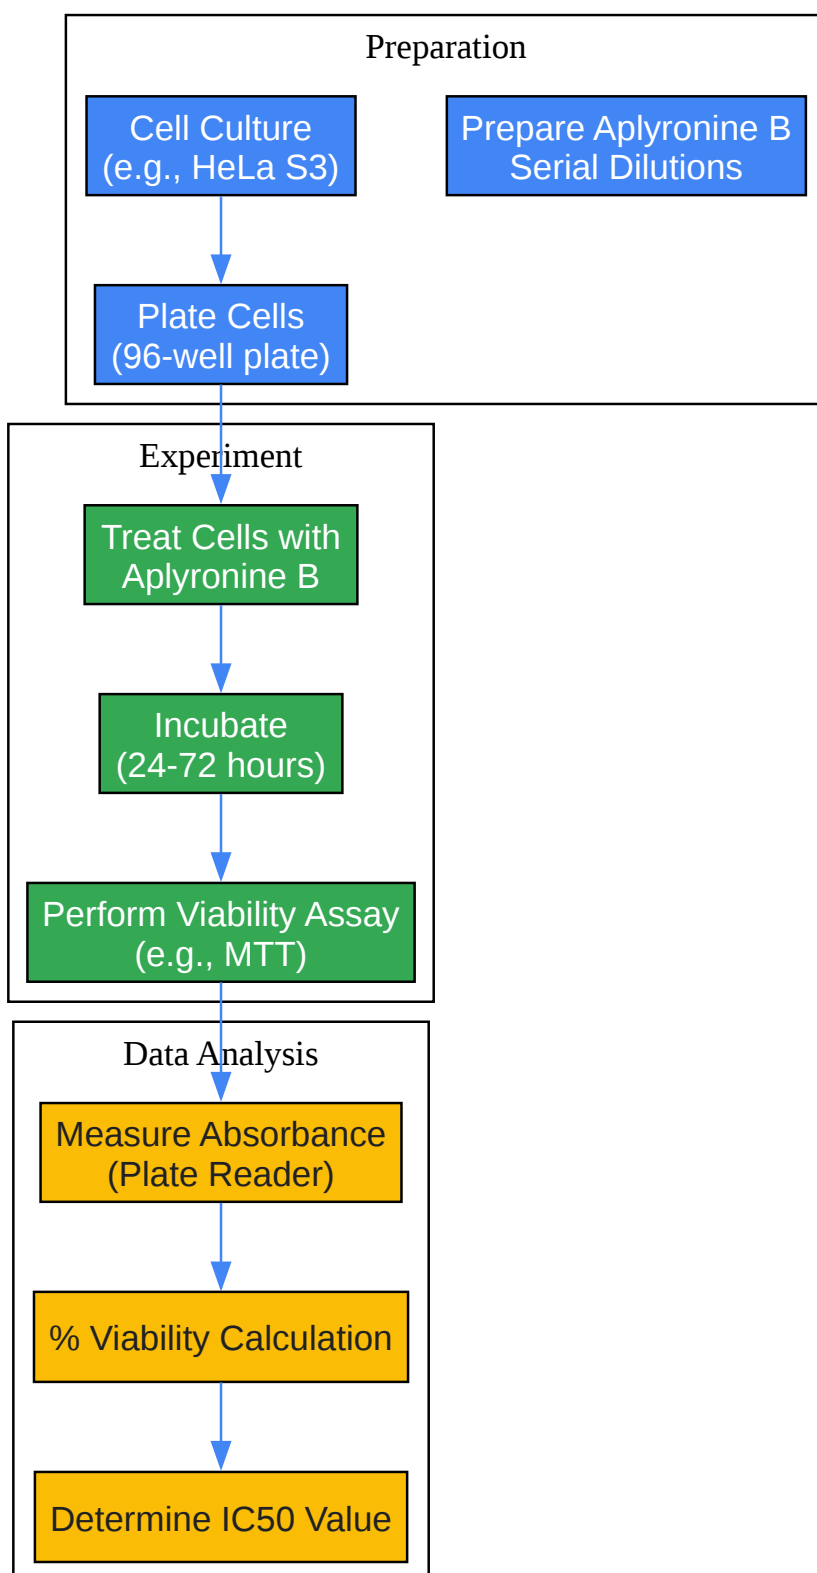 Preparation
Cell Culture
(e.g., HeLa S3)
Prepare Aplyronine B
Serial Dilutions
Plate Cells
(96-well plate)
Experiment
Treat Cells with
Aplyronine B
Incubate
(24-72 hours)
Perform Viability Assay
(e.g., MTT)
Data Analysis
Measure Absorbance
(Plate Reader)
% Viability Calculation
Determine IC50 Value